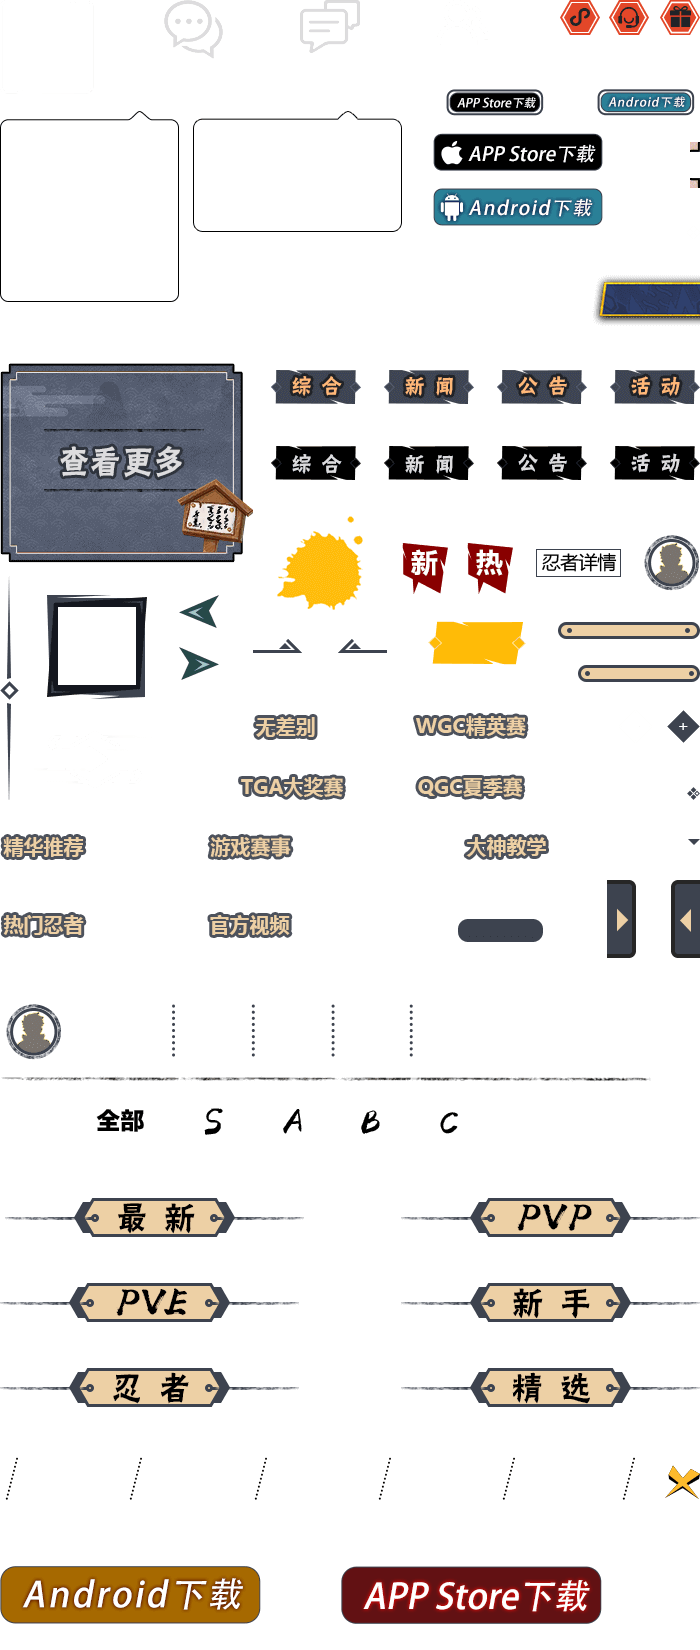 APP Store下载
Android下载
APP Store下载
Android下载
综合
新闻
公告
活动
查看更多
综合
新闻
公告
活动
新
热
忍者详情
无差别
WGC精英赛
TGA大奖赛
QGC夏季赛
精华推荐
游戏赛事
大神教学
热门忍者
官方视频
全部
S
A
B
C
最新
PVP
PVE
新手
忍者
精选
Android下载
APP Store下载